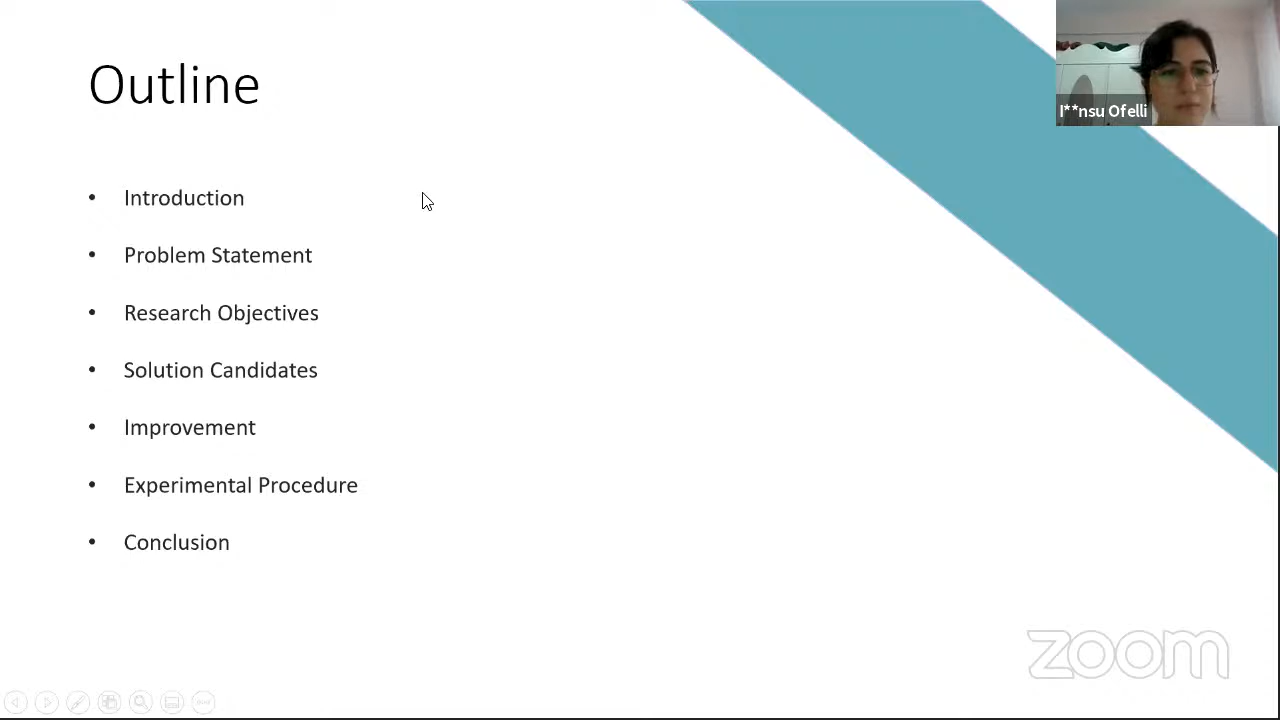 Outline
I**nsu Ofelli
• Introduction
• Problem Statement
• Research Objectives
• Solution Candidates
• Improvement
• Experimental Procedure
• Conclusion
zoom